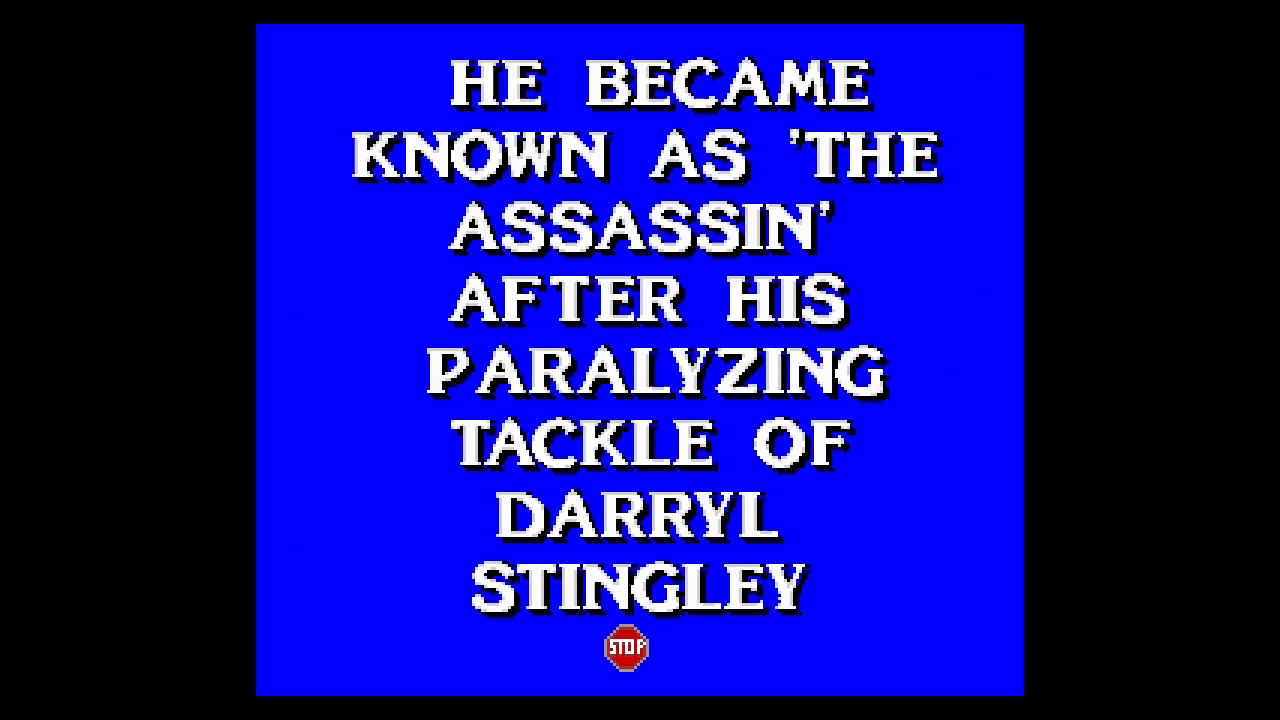 HE BECAME
KNOWN AS 'THE
ASSASSIN'
AFTER HIS
PARALYZING
TACKLE OF
DARRYL
STINGLEY
STOP